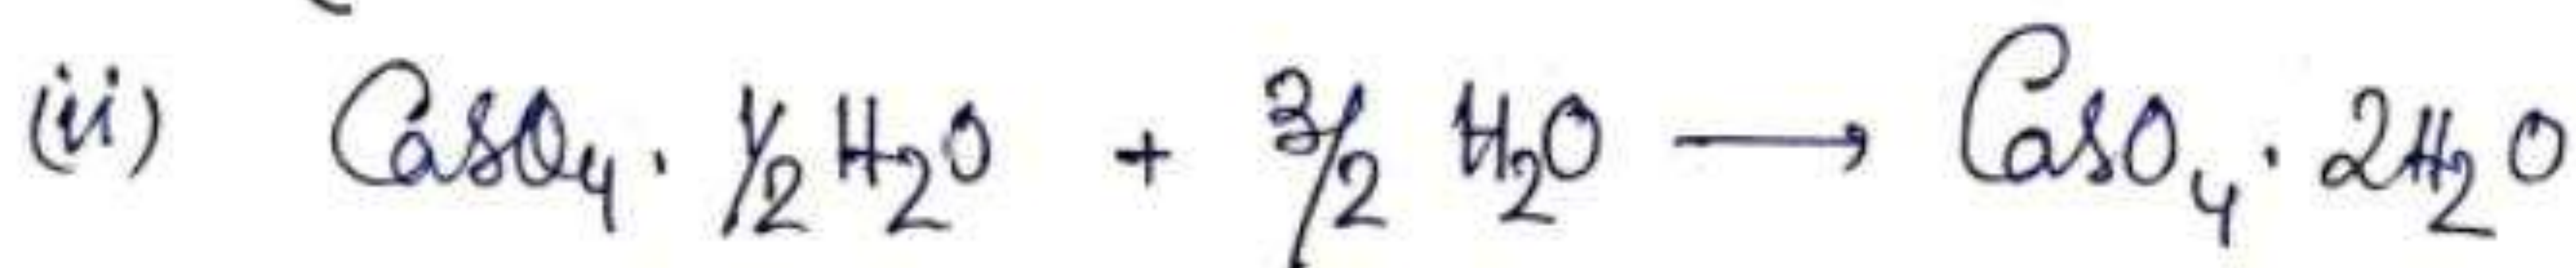 (ii) CaSO₄ · 1/2 H₂O + 3/2 H₂O ⟶ CaSO₄ · 2H₂O